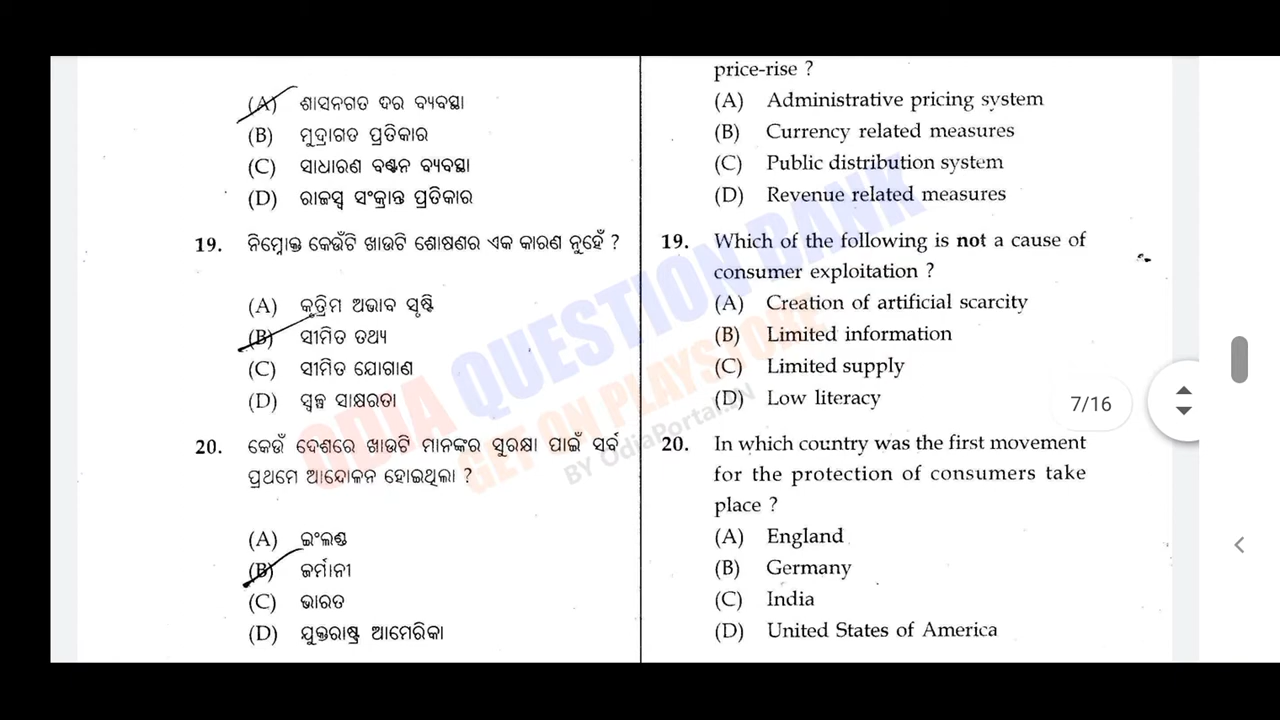 (A) ଶାସନଗତ ଦର ବ୍ୟବସ୍ଥା
(B) ମୁଦ୍ରାଗତ ପ୍ରତିକାର
(C) ସାଧାରଣ ବଣ୍ଟନ ବ୍ୟବସ୍ଥା
(D) ରାଜସ୍ୱ ସଂକ୍ରାନ୍ତ ପ୍ରତିକାର
19. ନିମ୍ନୋକ୍ତ କେଉଁଟି ଖାଉଟି ଶୋଷଣର ଏକ କାରଣ ନୁହେଁ ?
(A) କୃତ୍ରିମ ଅଭାବ ସୃଷ୍ଟି
(B) ସୀମିତ ତଥ୍ୟ
(C) ସୀମିତ ଯୋଗାଣ
(D) ସ୍ୱଳ୍ପ ସାକ୍ଷରତା
20. କେଉଁ ଦେଶରେ ଖାଉଟି ମାନଙ୍କର ସୁରକ୍ଷା ପାଇଁ ସର୍ବ
ପ୍ରଥମେ ଆନ୍ଦୋଳନ ହୋଇଥିଲା ?
(A) ଇଂଲଣ୍ଡ
(B) ଜର୍ମାନୀ
(C) ଭାରତ
(D) ଯୁକ୍ତରାଷ୍ଟ୍ର ଆମେରିକା
price-rise ?
(A) Administrative pricing system
(B) Currency related measures
(C) Public distribution system
(D) Revenue related measures
19. Which of the following is not a cause of
consumer exploitation ?
(A) Creation of artificial scarcity
(B) Limited information
(C) Limited supply
(D) Low literacy
20. In which country was the first movement
for the protection of consumers take
place ?
(A) England
(B) Germany
(C) India
(D) United States of America
7/16
ODIA QUESTION BANK
GET ON PLAYSTORE
BY OdiaPortal.IN